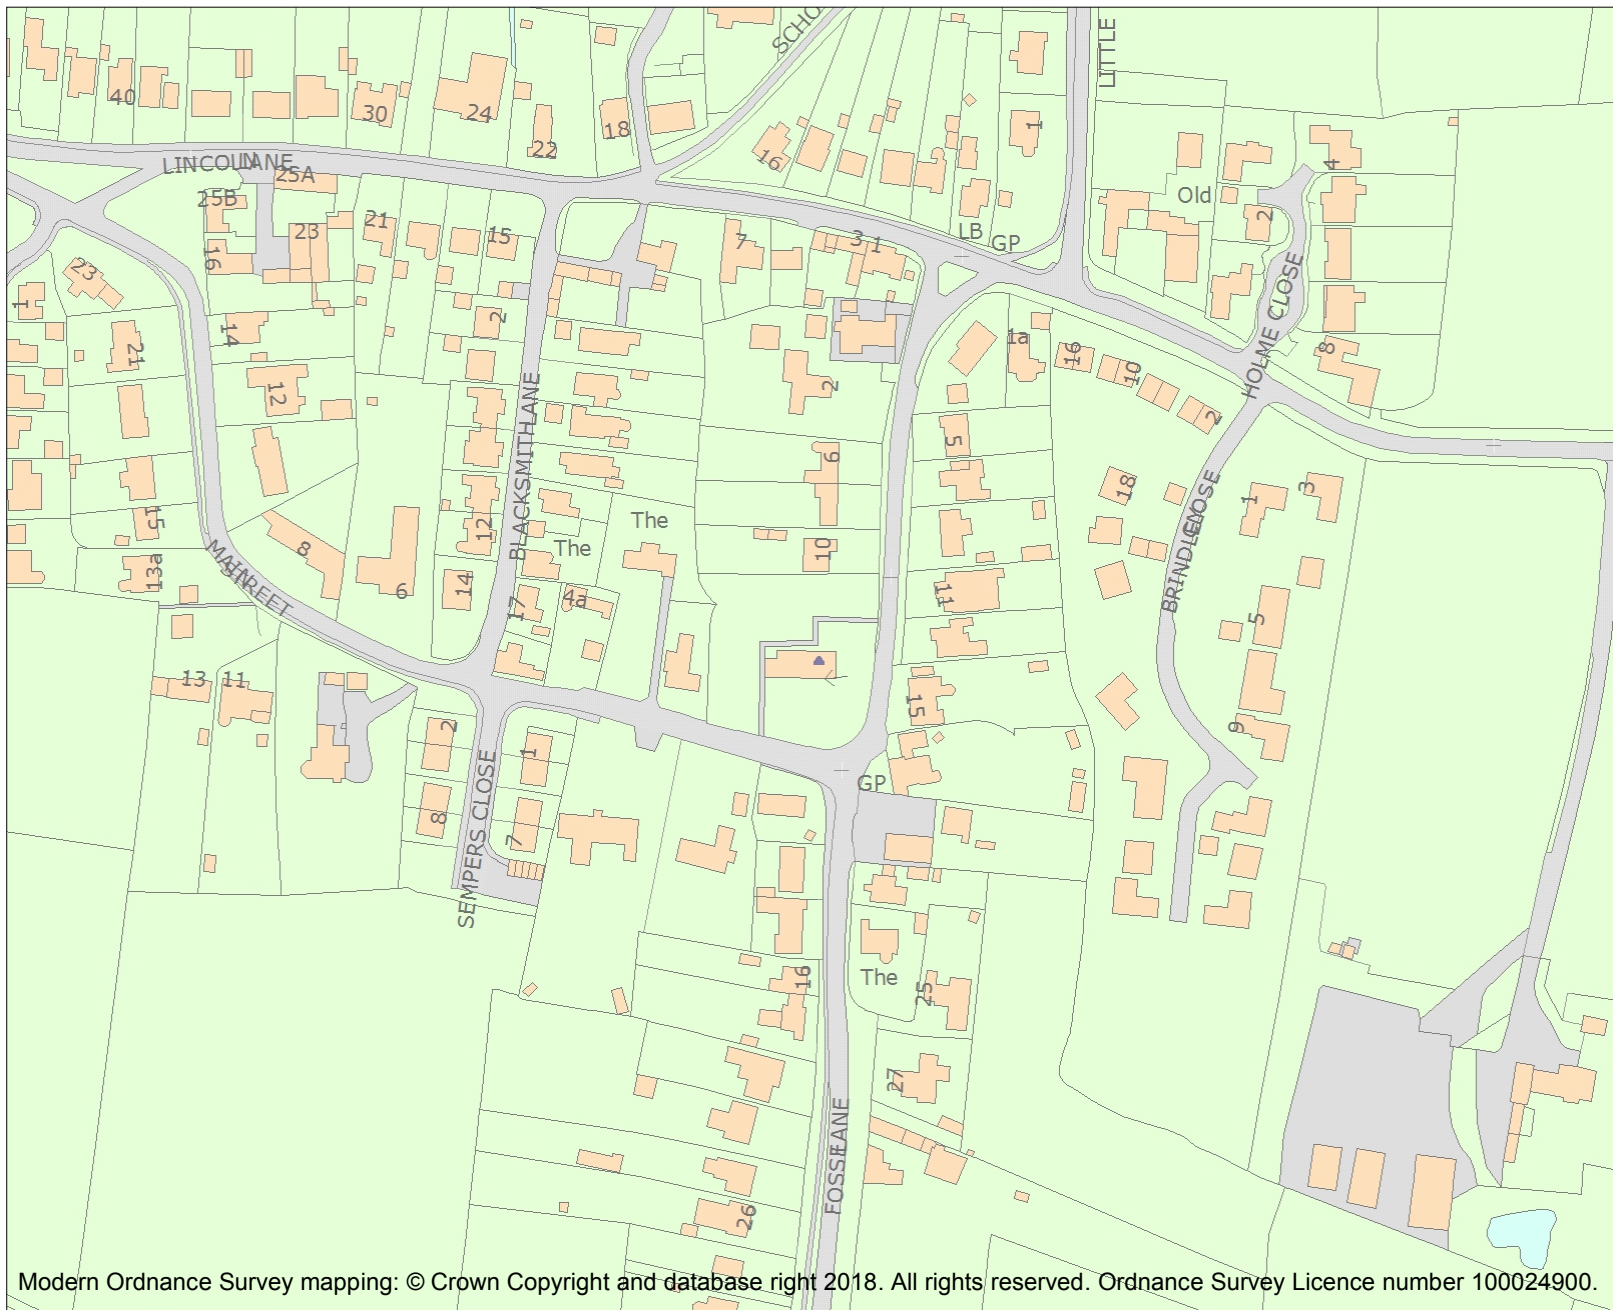 SCHO
LITTLE
40
30
24
22
18
16
1
LINCOLN LANE
25A
25B
23
21
15
16
7
3
1
LB
GP
Old
2
4
23
1
14
21
12
2
2
1a
16
10
2
HOLME CLOSE
8
BLACKSMITH LANE
5
6
18
1
3
15
13a
8
6
12
14
The
The
17
4a
10
11
BRINDLEY CLOSE
5
MAIN STREET
13
11
2
1
15
9
8
7
SEMPERS CLOSE
GP
16
The
25
27
FOSSE LANE
26
Modern Ordnance Survey mapping: © Crown Copyright and database right 2018. All rights reserved. Ordnance Survey Licence number 100024900.